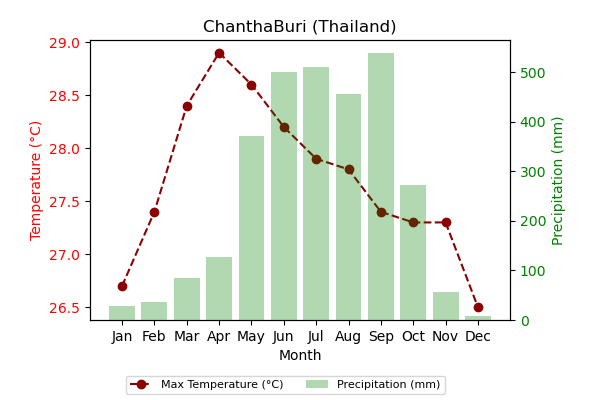 ChanthaBuri (Thailand)
29.0
28.5
28.0
27.5
27.0
26.5
Temperature (°C)
500
400
300
200
100
0
Precipitation (mm)
Jan Feb Mar Apr May Jun Jul Aug Sep Oct Nov Dec
Month
Max Temperature (°C) Precipitation (mm)